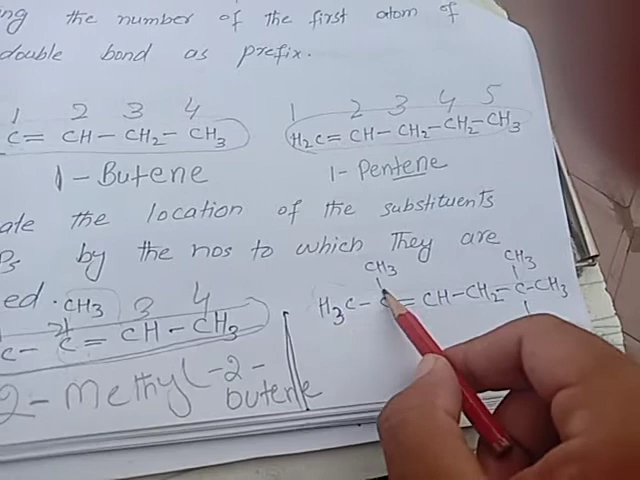 ng the number of the first atom of
double bond as prefix.
1 2 3 4
C = CH - CH2 - CH3
1 - Butene
1 2 3 4 5
H2C = CH - CH2 - CH2 - CH3
1 - Pentene
ate the location of the substituents
Ps by the nos to which They are
ed.
CH3 3 4
C - C = CH - CH3
2 - Methyl - 2 -
butene
CH3 CH3
H3C - C = CH - CH2 - C - CH3